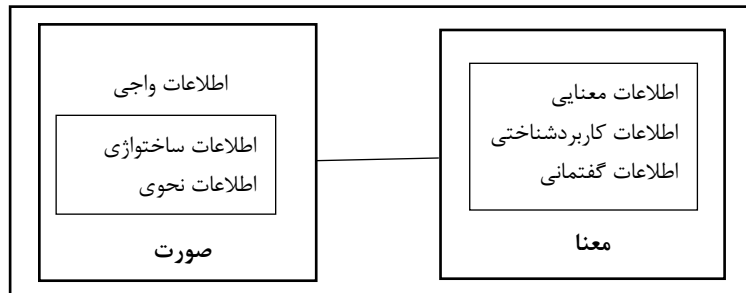 اطلاعات معنایی
اطلاعات کاربردشناختی
اطلاعات گفتمانی
معنا
اطلاعات واجی
اطلاعات ساختواژی
اطلاعات نحوی
صورت